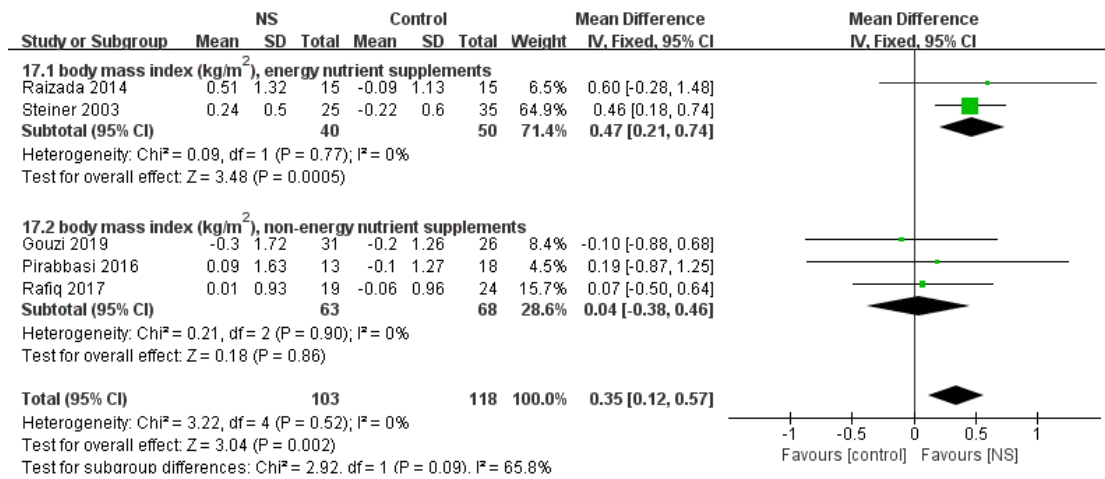 NS Control Mean Difference Mean Difference
Study or Subgroup Mean SD Total Mean SD Total Weight IV, Fixed, 95% CI IV, Fixed, 95% CI
17.1 body mass index (kg/m²), energy nutrient supplements
Raizada 2014 0.51 1.32 15 -0.09 1.13 15 6.5% 0.60 [-0.28, 1.48]
Steiner 2003 0.24 0.5 25 -0.22 0.6 35 64.9% 0.46 [0.18, 0.74]
Subtotal (95% CI) 40 50 71.4% 0.47 [0.21, 0.74]
Heterogeneity: Chi² = 0.09, df = 1 (P = 0.77); I² = 0%
Test for overall effect: Z = 3.48 (P = 0.0005)
17.2 body mass index (kg/m²), non-energy nutrient supplements
Gouzi 2019 -0.3 1.72 31 -0.2 1.26 26 8.4% -0.10 [-0.88, 0.68]
Pirabbasi 2016 0.09 1.63 13 -0.1 1.27 18 4.5% 0.19 [-0.87, 1.25]
Rafiq 2017 0.01 0.93 19 -0.06 0.96 24 15.7% 0.07 [-0.50, 0.64]
Subtotal (95% CI) 63 68 28.6% 0.04 [-0.38, 0.46]
Heterogeneity: Chi² = 0.21, df = 2 (P = 0.90); I² = 0%
Test for overall effect: Z = 0.18 (P = 0.86)
Total (95% CI) 103 118 100.0% 0.35 [0.12, 0.57]
Heterogeneity: Chi² = 3.22, df = 4 (P = 0.52); I² = 0%
Test for overall effect: Z = 3.04 (P = 0.002)
Test for subgroup differences: Chi² = 2.92, df = 1 (P = 0.09), I² = 65.8%
-1 -0.5 0 0.5 1
Favours [control] Favours [NS]